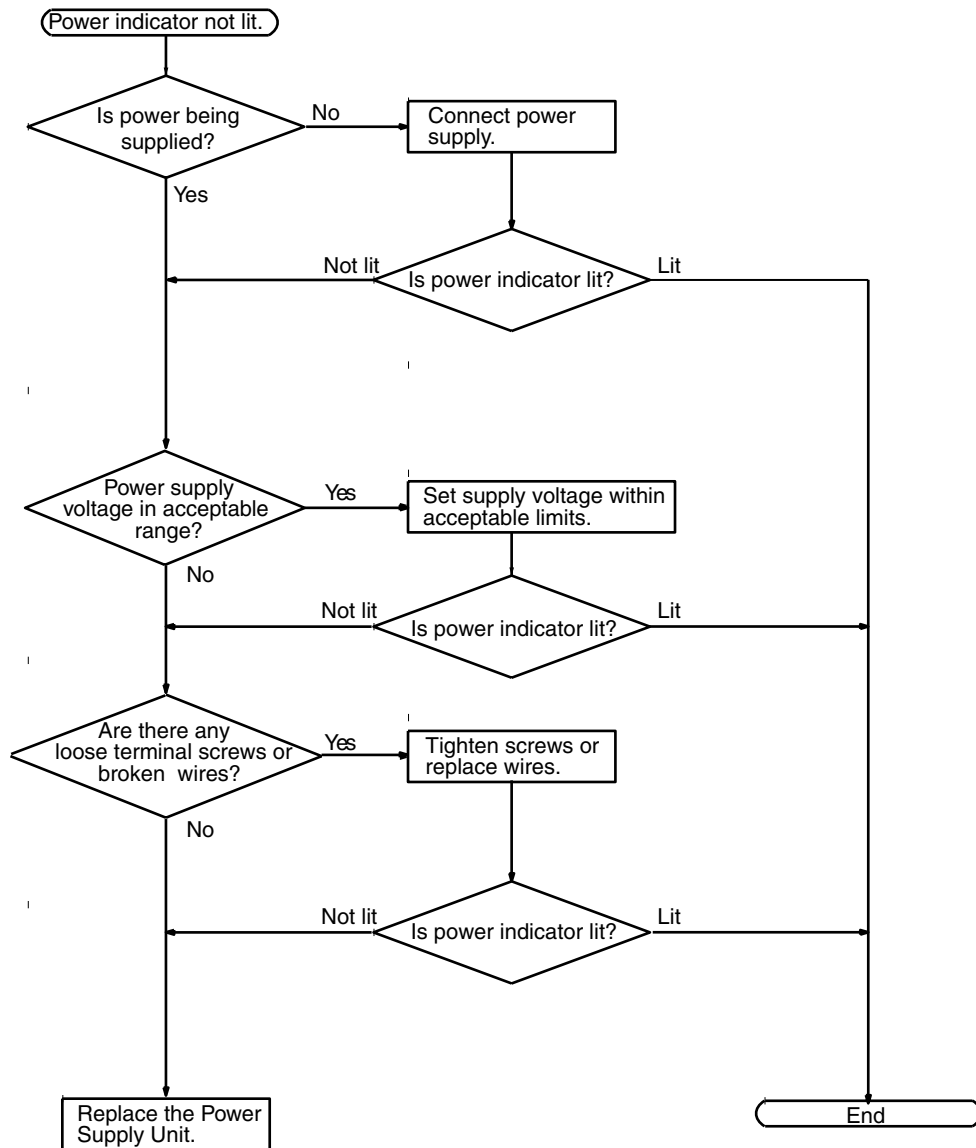 Power indicator not lit.
Is power being
supplied?
No
Connect power
supply.
Yes
Not lit
Is power indicator lit?
Lit
Power supply
voltage in acceptable
range?
Yes
Set supply voltage within
acceptable limits.
No
Not lit
Is power indicator lit?
Lit
Are there any
loose terminal screws or
broken wires?
Yes
Tighten screws or
replace wires.
No
Not lit
Is power indicator lit?
Lit
Replace the Power
Supply Unit.
End